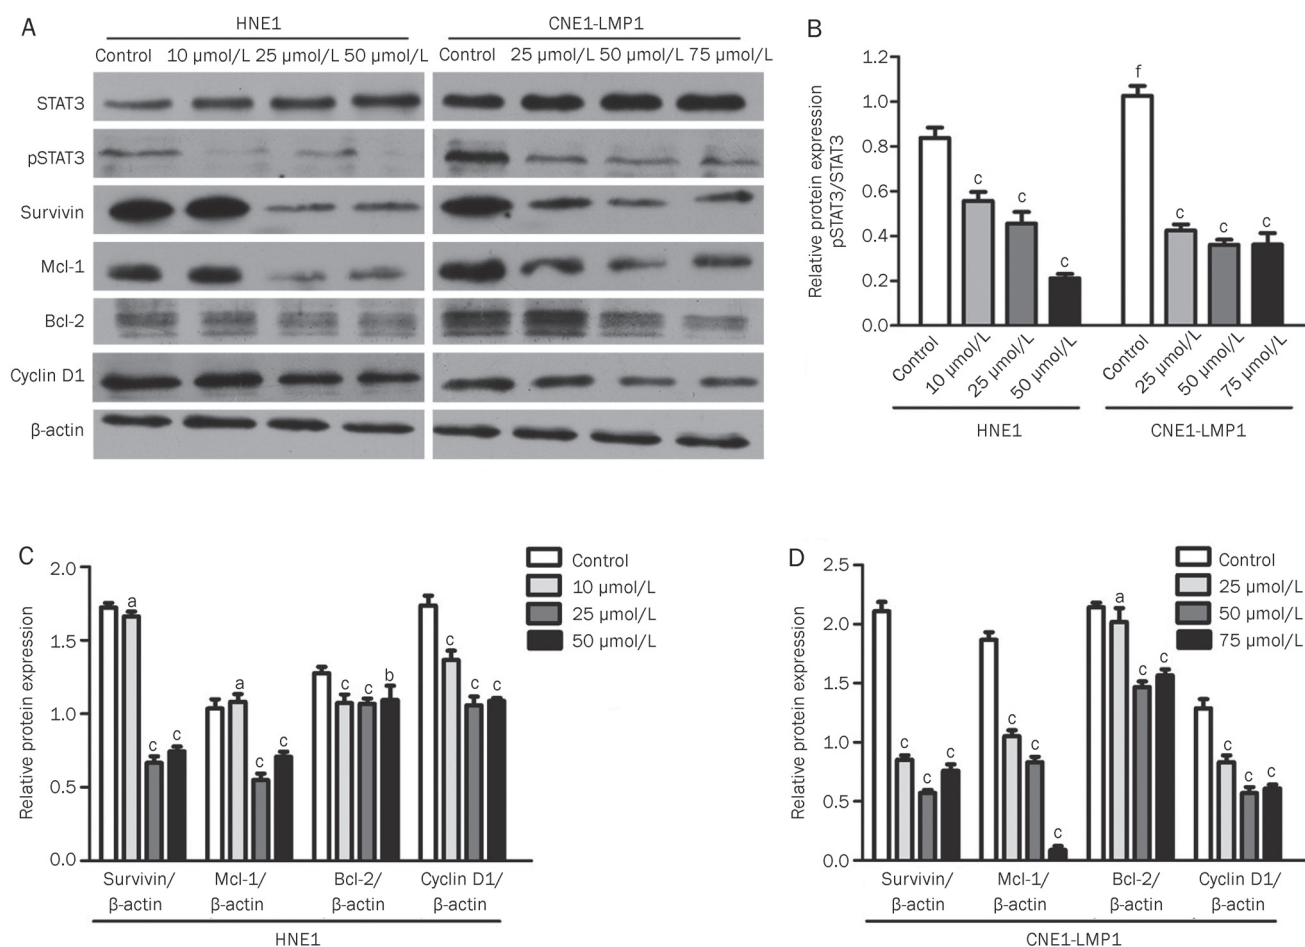 A
HNE1
CNE1-LMP1
Control 10 µmol/L 25 µmol/L 50 µmol/L
Control 25 µmol/L 50 µmol/L 75 µmol/L
STAT3
pSTAT3
Survivin
Mcl-1
Bcl-2
Cyclin D1
β-actin
B
Relative protein expression
pSTAT3/STAT3
1.2
1.0
0.8
0.6
0.4
0.2
0.0
c
c
c
f
c
c
c
Control
10 µmol/L
25 µmol/L
50 µmol/L
Control
25 µmol/L
50 µmol/L
75 µmol/L
HNE1
CNE1-LMP1
C
Relative protein expression
2.0
1.5
1.0
0.5
0.0
a
c
c
a
c
c
c
c
b
c
c
c
Control
10 µmol/L
25 µmol/L
50 µmol/L
Survivin/ Mcl-1/ Bcl-2/ Cyclin D1/
β-actin β-actin β-actin β-actin
HNE1
D
Relative protein expression
2.5
2.0
1.5
1.0
0.5
0.0
c
c
c
c
c
c
a
c
c
c
c
c
Control
25 µmol/L
50 µmol/L
75 µmol/L
Survivin/ Mcl-1/ Bcl-2/ Cyclin D1/
β-actin β-actin β-actin β-actin
CNE1-LMP1